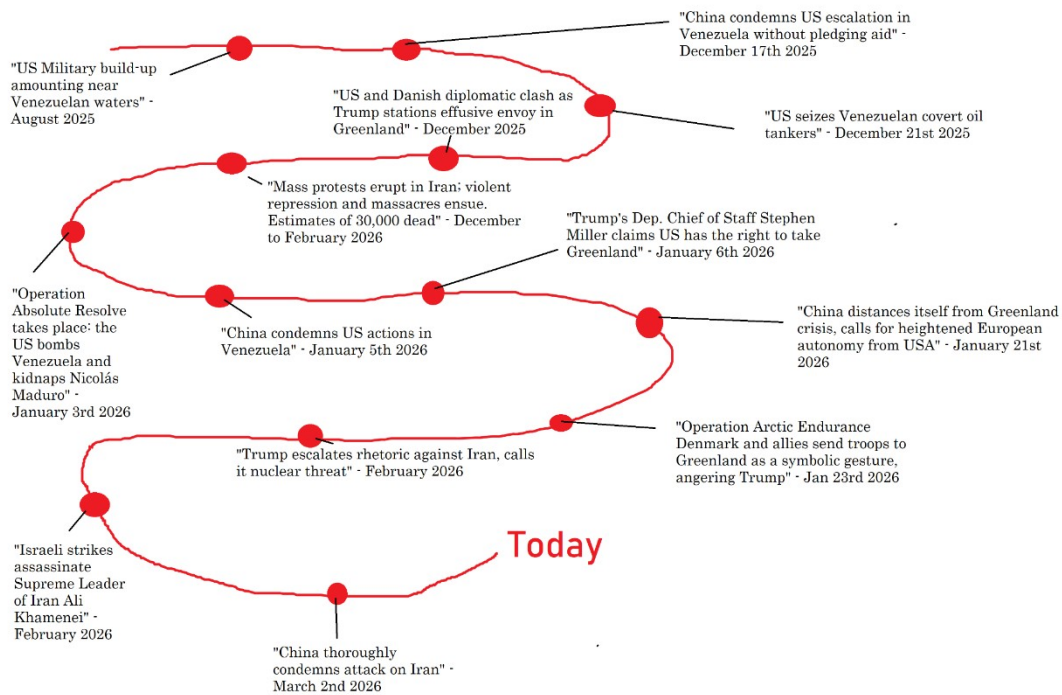 "US Military build-up
amounting near
Venezuelan waters" -
August 2025
"China condemns US escalation in
Venezuela without pledging aid" -
December 17th 2025
"US seizes Venezuelan covert oil
tankers" - December 21st 2025
"US and Danish diplomatic clash as
Trump stations effusive envoy in
Greenland" - December 2025
"Mass protests erupt in Iran; violent
repression and massacres ensue.
Estimates of 30,000 dead" - December
to February 2026
"Operation
Absolute Resolve
takes place: the
US bombs
Venezuela and
kidnaps Nicolás
Maduro" -
January 3rd 2026
"China condemns US actions in
Venezuela" - January 5th 2026
"Trump's Dep. Chief of Staff Stephen
Miller claims US has the right to take
Greenland" - January 6th 2026
"China distances itself from Greenland
crisis, calls for heightened European
autonomy from USA" - January 21st
2026
"Operation Arctic Endurance
Denmark and allies send troops to
Greenland as a symbolic gesture,
angering Trump" - Jan 23rd 2026
"Trump escalates rhetoric against Iran, calls
it nuclear threat" - February 2026
"Israeli strikes
assassinate
Supreme Leader
of Iran Ali
Khamenei" -
February 2026
"China thoroughly
condemns attack on Iran" -
March 2nd 2026
Today